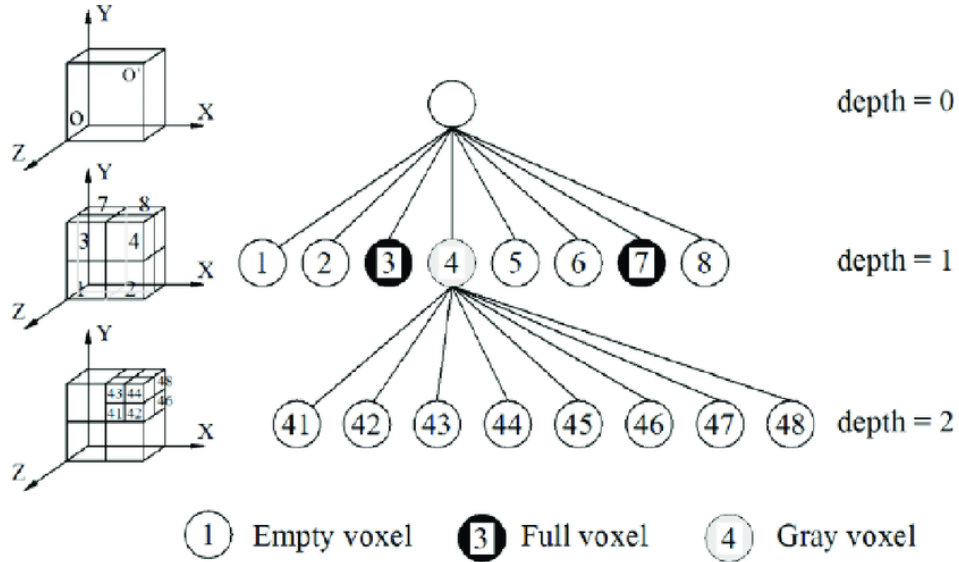 Y
O'
O
X
Z
depth = 0
Y
7 8
3 4
1 2
X
Z
1 2 3 4 5 6 7 8
depth = 1
Y
48
43 44
46
41 42
X
Z
41 42 43 44 45 46 47 48
depth = 2
1 Empty voxel 3 Full voxel 4 Gray voxel